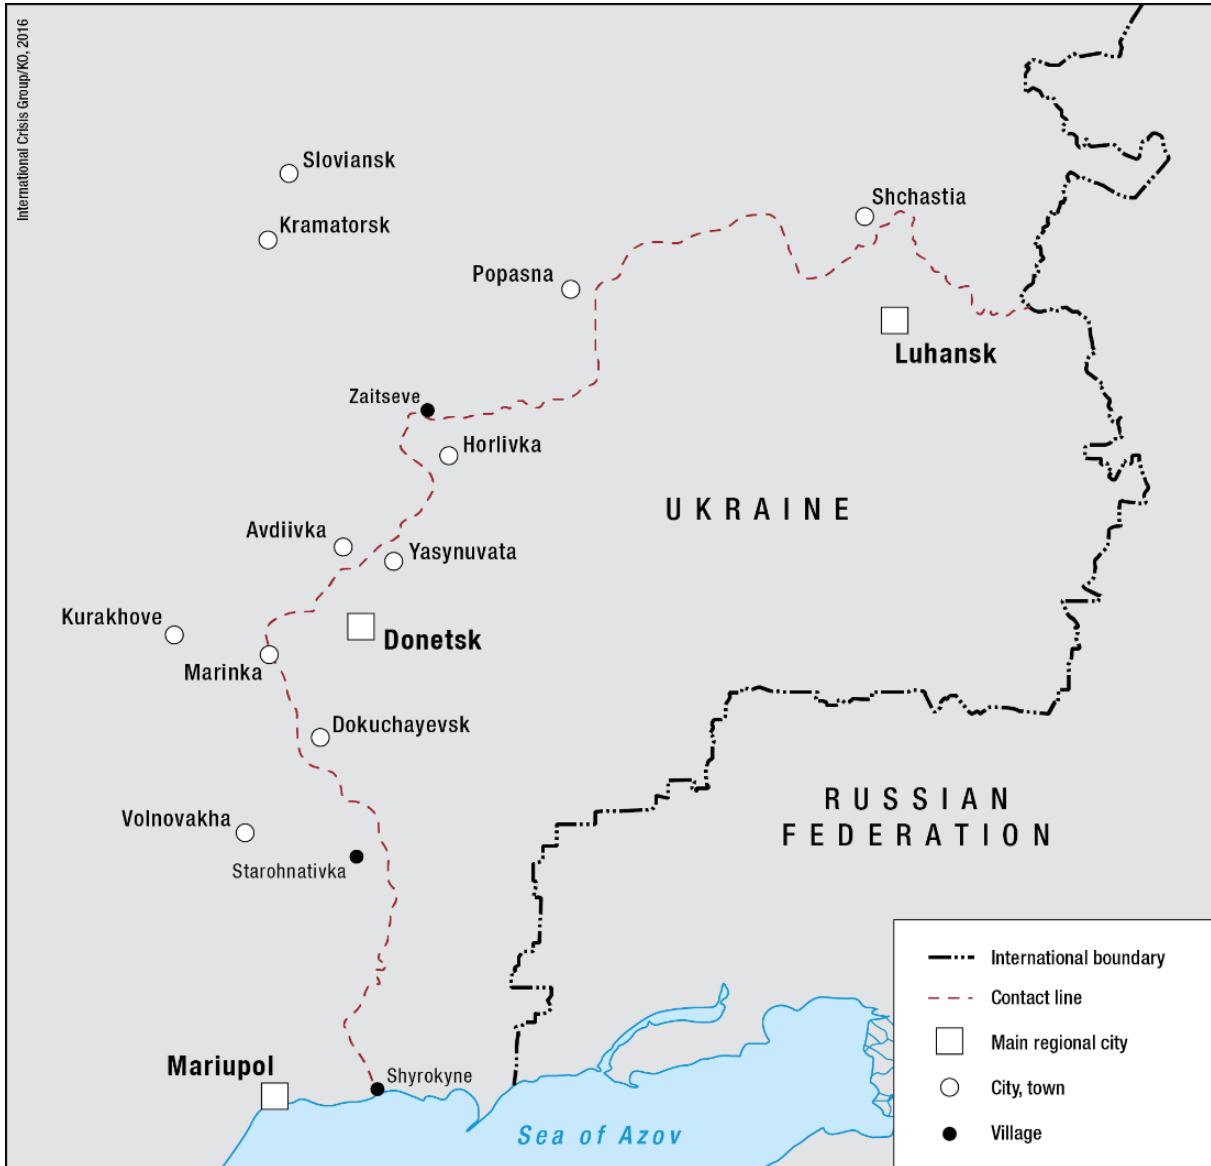 International Crisis Group/KO, 2016
Sloviansk
Kramatorsk
Shchastia
Popasna
Luhansk
Zaitseve
Horlivka
UKRAINE
Avdiivka
Yasynuvata
Kurakhove
Donetsk
Marinka
Dokuchayevsk
RUSSIAN
FEDERATION
Volnovakha
Starohnativka
Mariupol
Shyrokyne
Sea of Azov
International boundary
Contact line
Main regional city
City, town
Village